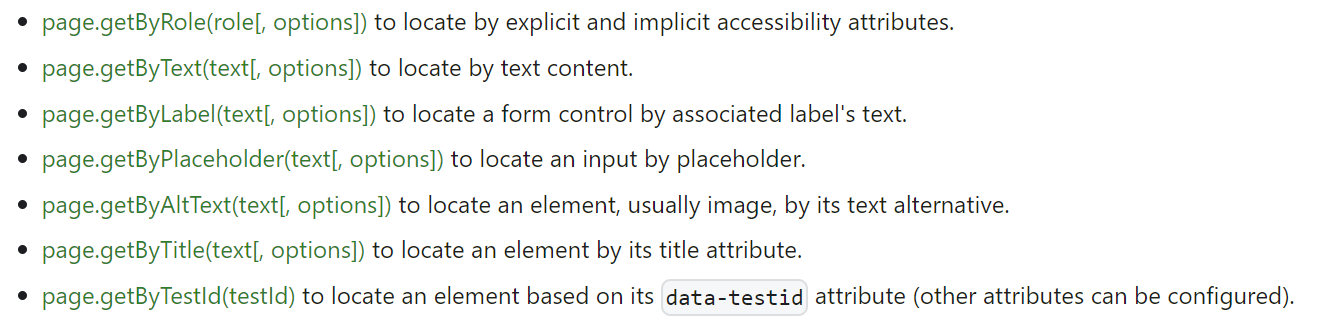 • page.getByRole(role[, options]) to locate by explicit and implicit accessibility attributes.
• page.getByText(text[, options]) to locate by text content.
• page.getByLabel(text[, options]) to locate a form control by associated label's text.
• page.getByPlaceholder(text[, options]) to locate an input by placeholder.
• page.getByAltText(text[, options]) to locate an element, usually image, by its text alternative.
• page.getByTitle(text[, options]) to locate an element by its title attribute.
• page.getByTestId(testId) to locate an element based on its data-testid attribute (other attributes can be configured).